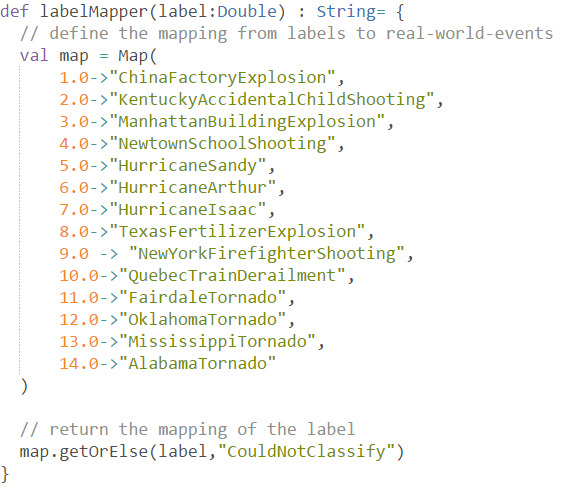 def labelMapper(label:Double) : String= {
  // define the mapping from labels to real-world-events
  val map = Map(
      1.0->"ChinaFactoryExplosion",
      2.0->"KentuckyAccidentalChildShooting",
      3.0->"ManhattanBuildingExplosion",
      4.0->"NewtownSchoolShooting",
      5.0->"HurricaneSandy",
      6.0->"HurricaneArthur",
      7.0->"HurricaneIsaac",
      8.0->"TexasFertilizerExplosion",
      9.0 -> "NewYorkFirefighterShooting",
      10.0->"QuebecTrainDerailment",
      11.0->"FairdaleTornado",
      12.0->"OklahomaTornado",
      13.0->"MississippiTornado",
      14.0->"AlabamaTornado"
  )
  // return the mapping of the label
  map.getOrElse(label,"CouldNotClassify")
}